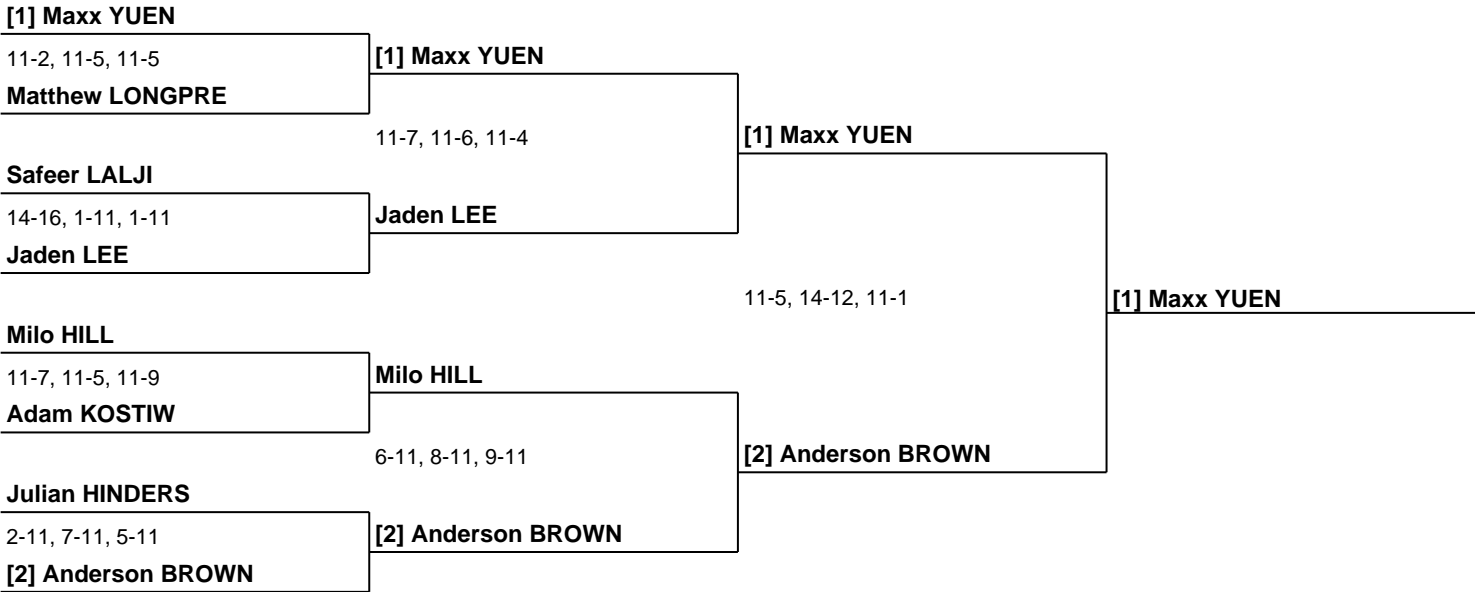 [1] Maxx YUEN
11-2, 11-5, 11-5
[1] Maxx YUEN
Matthew LONGPRE
11-7, 11-6, 11-4
[1] Maxx YUEN
Safeer LALJI
14-16, 1-11, 1-11
Jaden LEE
Jaden LEE
11-5, 14-12, 11-1
[1] Maxx YUEN
Milo HILL
11-7, 11-5, 11-9
Milo HILL
Adam KOSTIW
6-11, 8-11, 9-11
[2] Anderson BROWN
Julian HINDERS
2-11, 7-11, 5-11
[2] Anderson BROWN
[2] Anderson BROWN